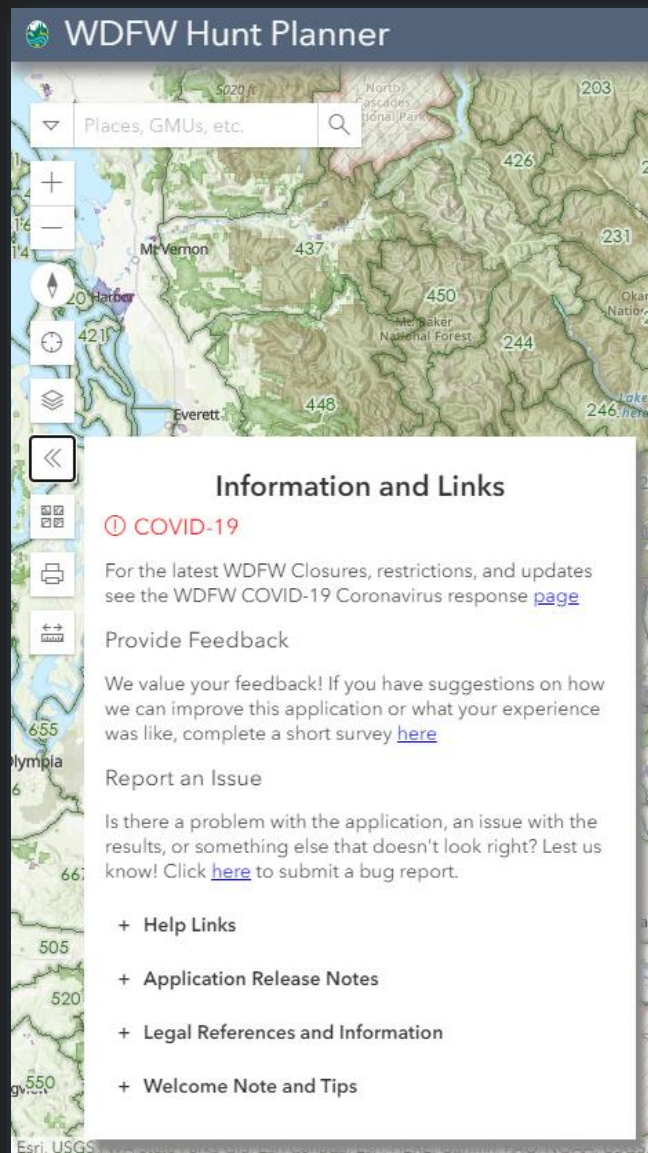 WDFW Hunt Planner
5020 ft
North
203
Places, GMUs, etc.
426
231
Mt Vernon
437
450
Harbor
421
Mt. Baker
National Forest
244
448
246
Everett
Information and Links
COVID-19
For the latest WDFW Closures, restrictions, and updates
see the WDFW COVID-19 Coronavirus response page
Provide Feedback
We value your feedback! If you have suggestions on how
we can improve this application or what your experience
was like, complete a short survey here
655
Report an Issue
Is there a problem with the application, an issue with the
results, or something else that doesn't look right? Lest us
know! Click here to submit a bug report.
+ Help Links
505
+ Application Release Notes
520
+ Legal References and Information
550
+ Welcome Note and Tips
Esri, USGS